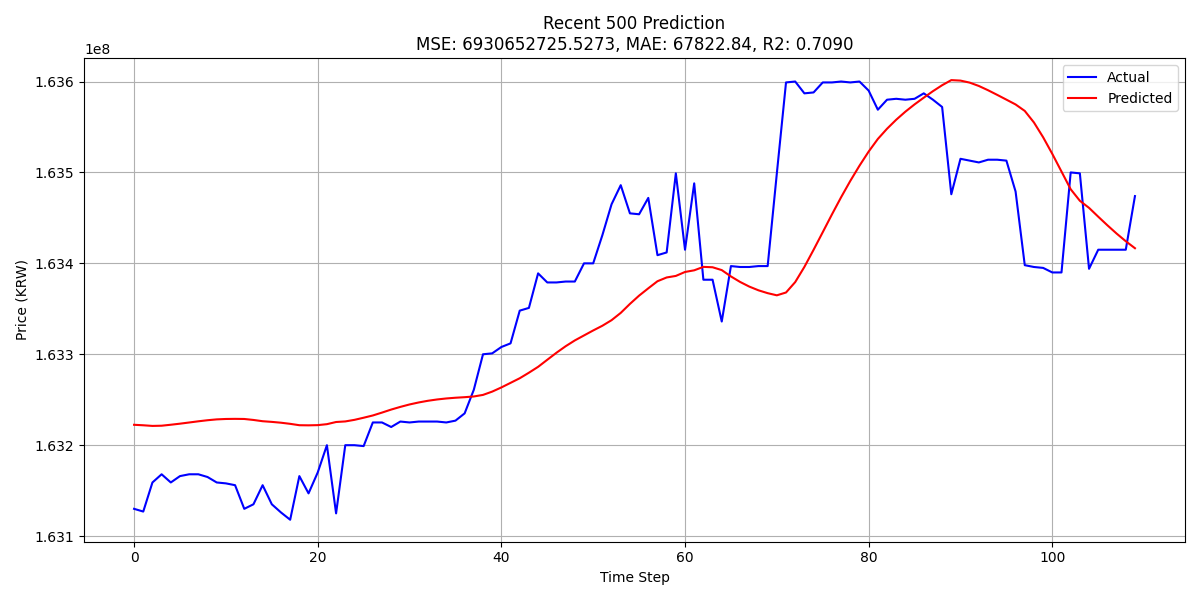 Recent 500 Prediction
MSE: 6930652725.5273, MAE: 67822.84, R2: 0.7090
1e8
1.636
1.635
1.634
1.633
1.632
1.631
Price (KRW)
Actual
Predicted
0 20 40 60 80 100
Time Step